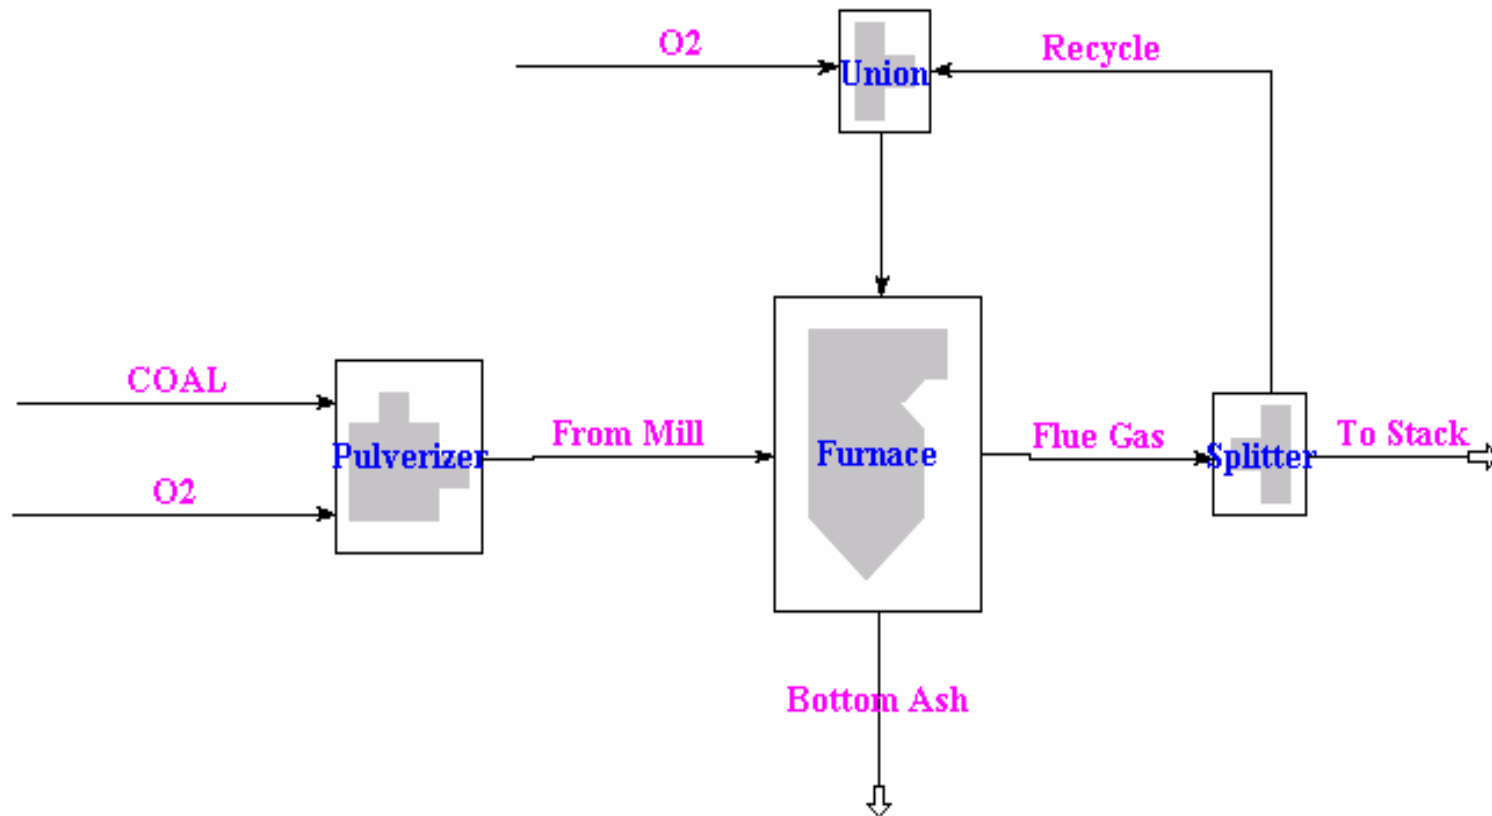 O2
Recycle
Union
COAL
From Mill
Flue Gas
To Stack
Pulverizer
Furnace
Splitter
O2
Bottom Ash